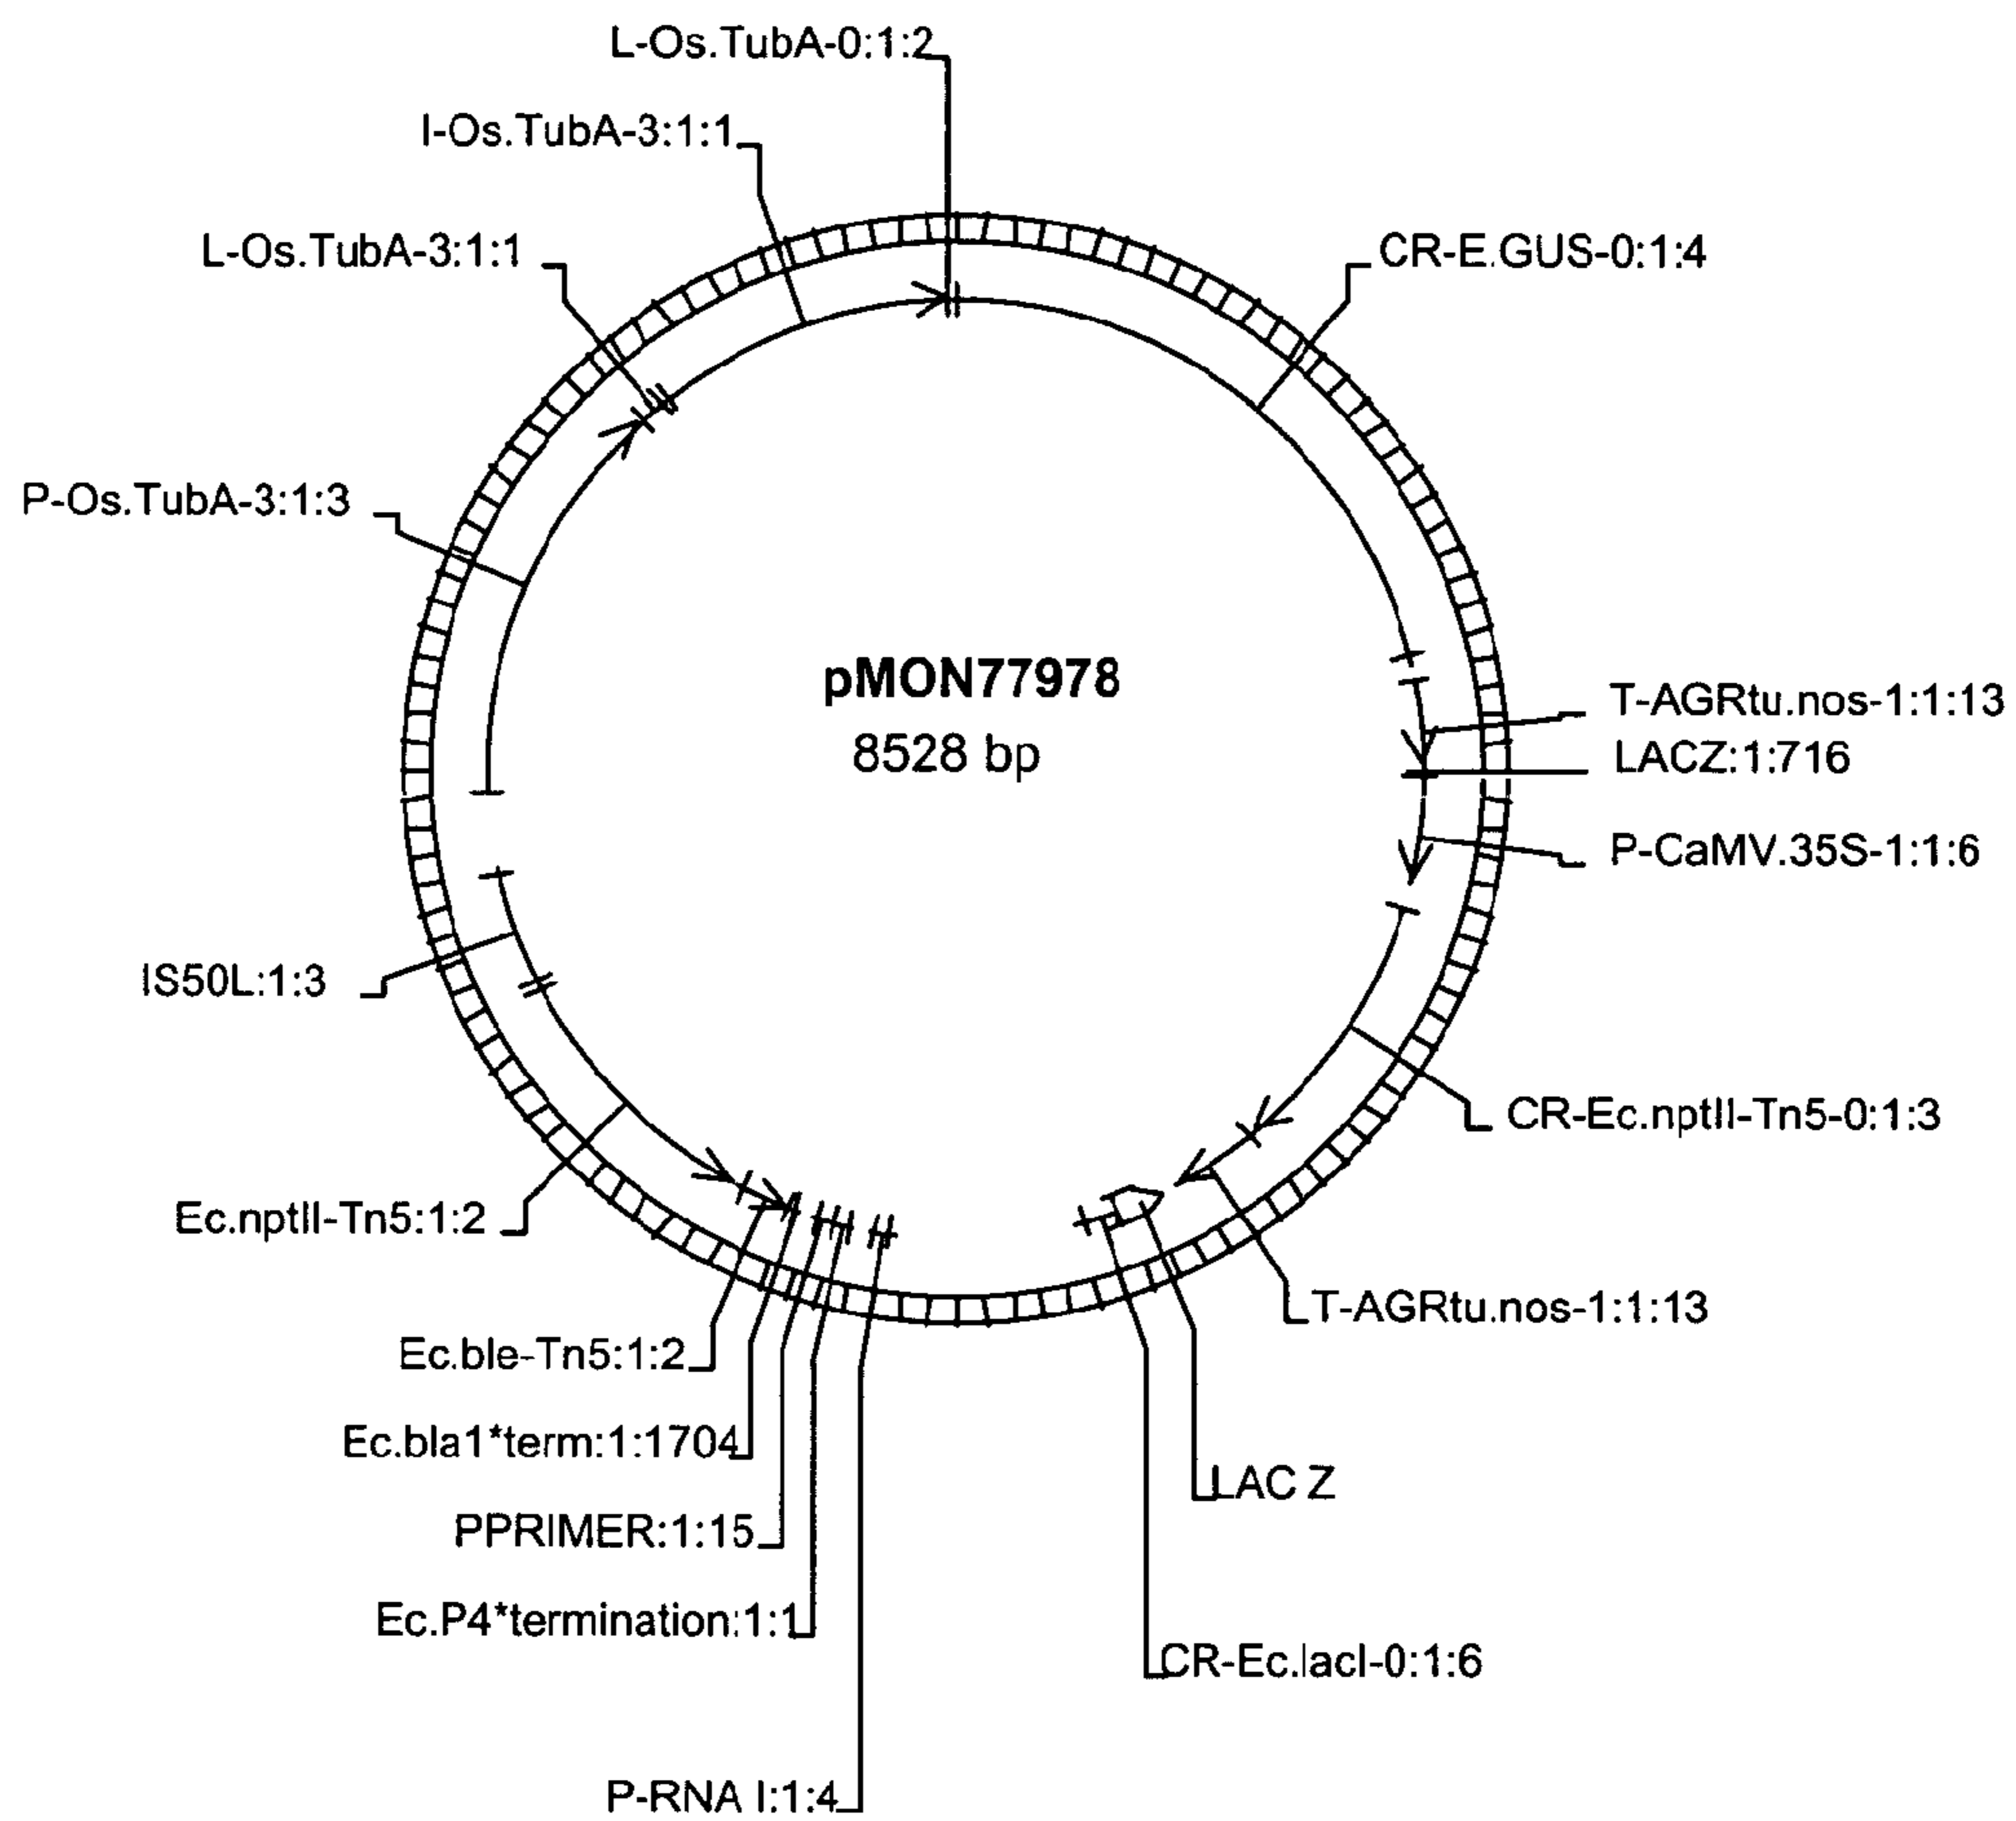 L-Os.TubA-0:1:2
I-Os.TubA-3:1:1
L-Os.TubA-3:1:1
CR-E.GUS-0:1:4
P-Os.TubA-3:1:3
pMON77978
8528 bp
T-AGRtu.nos-1:1:13
LACZ:1:716
P-CaMV.35S-1:1:6
IS50L:1:3
CR-Ec.nptII-Tn5-0:1:3
Ec.nptII-Tn5:1:2
T-AGRtu.nos-1:1:13
Ec.ble-Tn5:1:2
Ec.bla1*term:1:1704
LAC Z
PPRIMER:1:15
Ec.P4*termination:1:1
CR-Ec.lacI-0:1:6
P-RNA I:1:4